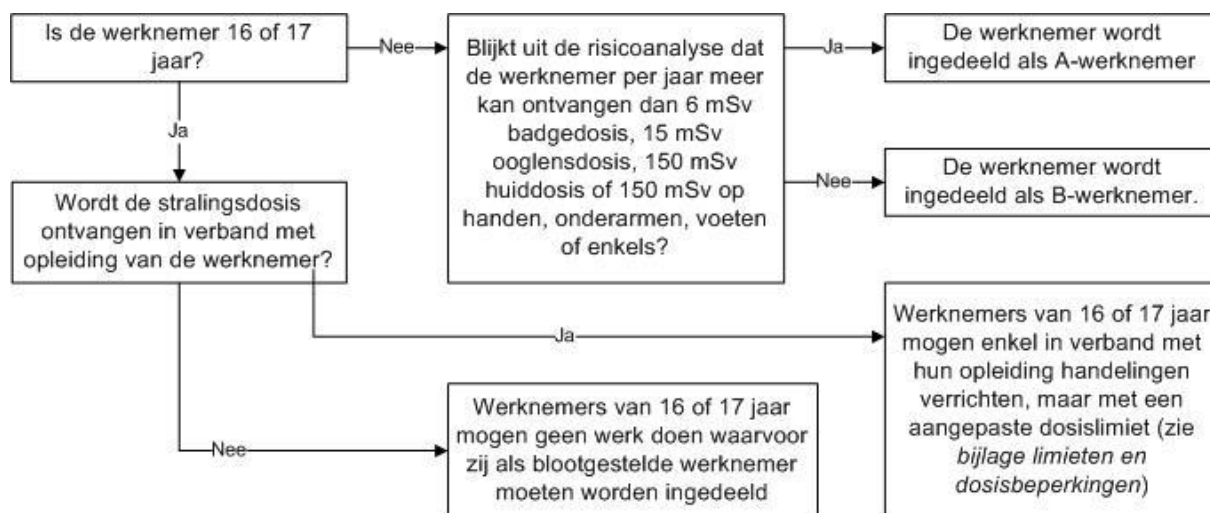 Is de werknemer 16 of 17
jaar?
Nee
Blijkt uit de risicoanalyse dat
de werknemer per jaar meer
kan ontvangen dan 6 mSv
badgedosis, 15 mSv
ooglensdosis, 150 mSv
huiddosis of 150 mSv op
handen, onderarmen, voeten
of enkels?
Ja
De werknemer wordt
ingedeeld als A-werknemer
Nee
De werknemer wordt
ingedeeld als B-werknemer.
Ja
Wordt de stralingsdosis
ontvangen in verband met
opleiding van de werknemer?
Ja
Werknemers van 16 of 17 jaar
mogen enkel in verband met
hun opleiding handelingen
verrichten, maar met een
aangepaste dosislimiet (zie
bijlage limieten en
dosisbeperkingen)
Nee
Werknemers van 16 of 17 jaar
mogen geen werk doen waarvoor
zij als blootgestelde werknemer
moeten worden ingedeeld